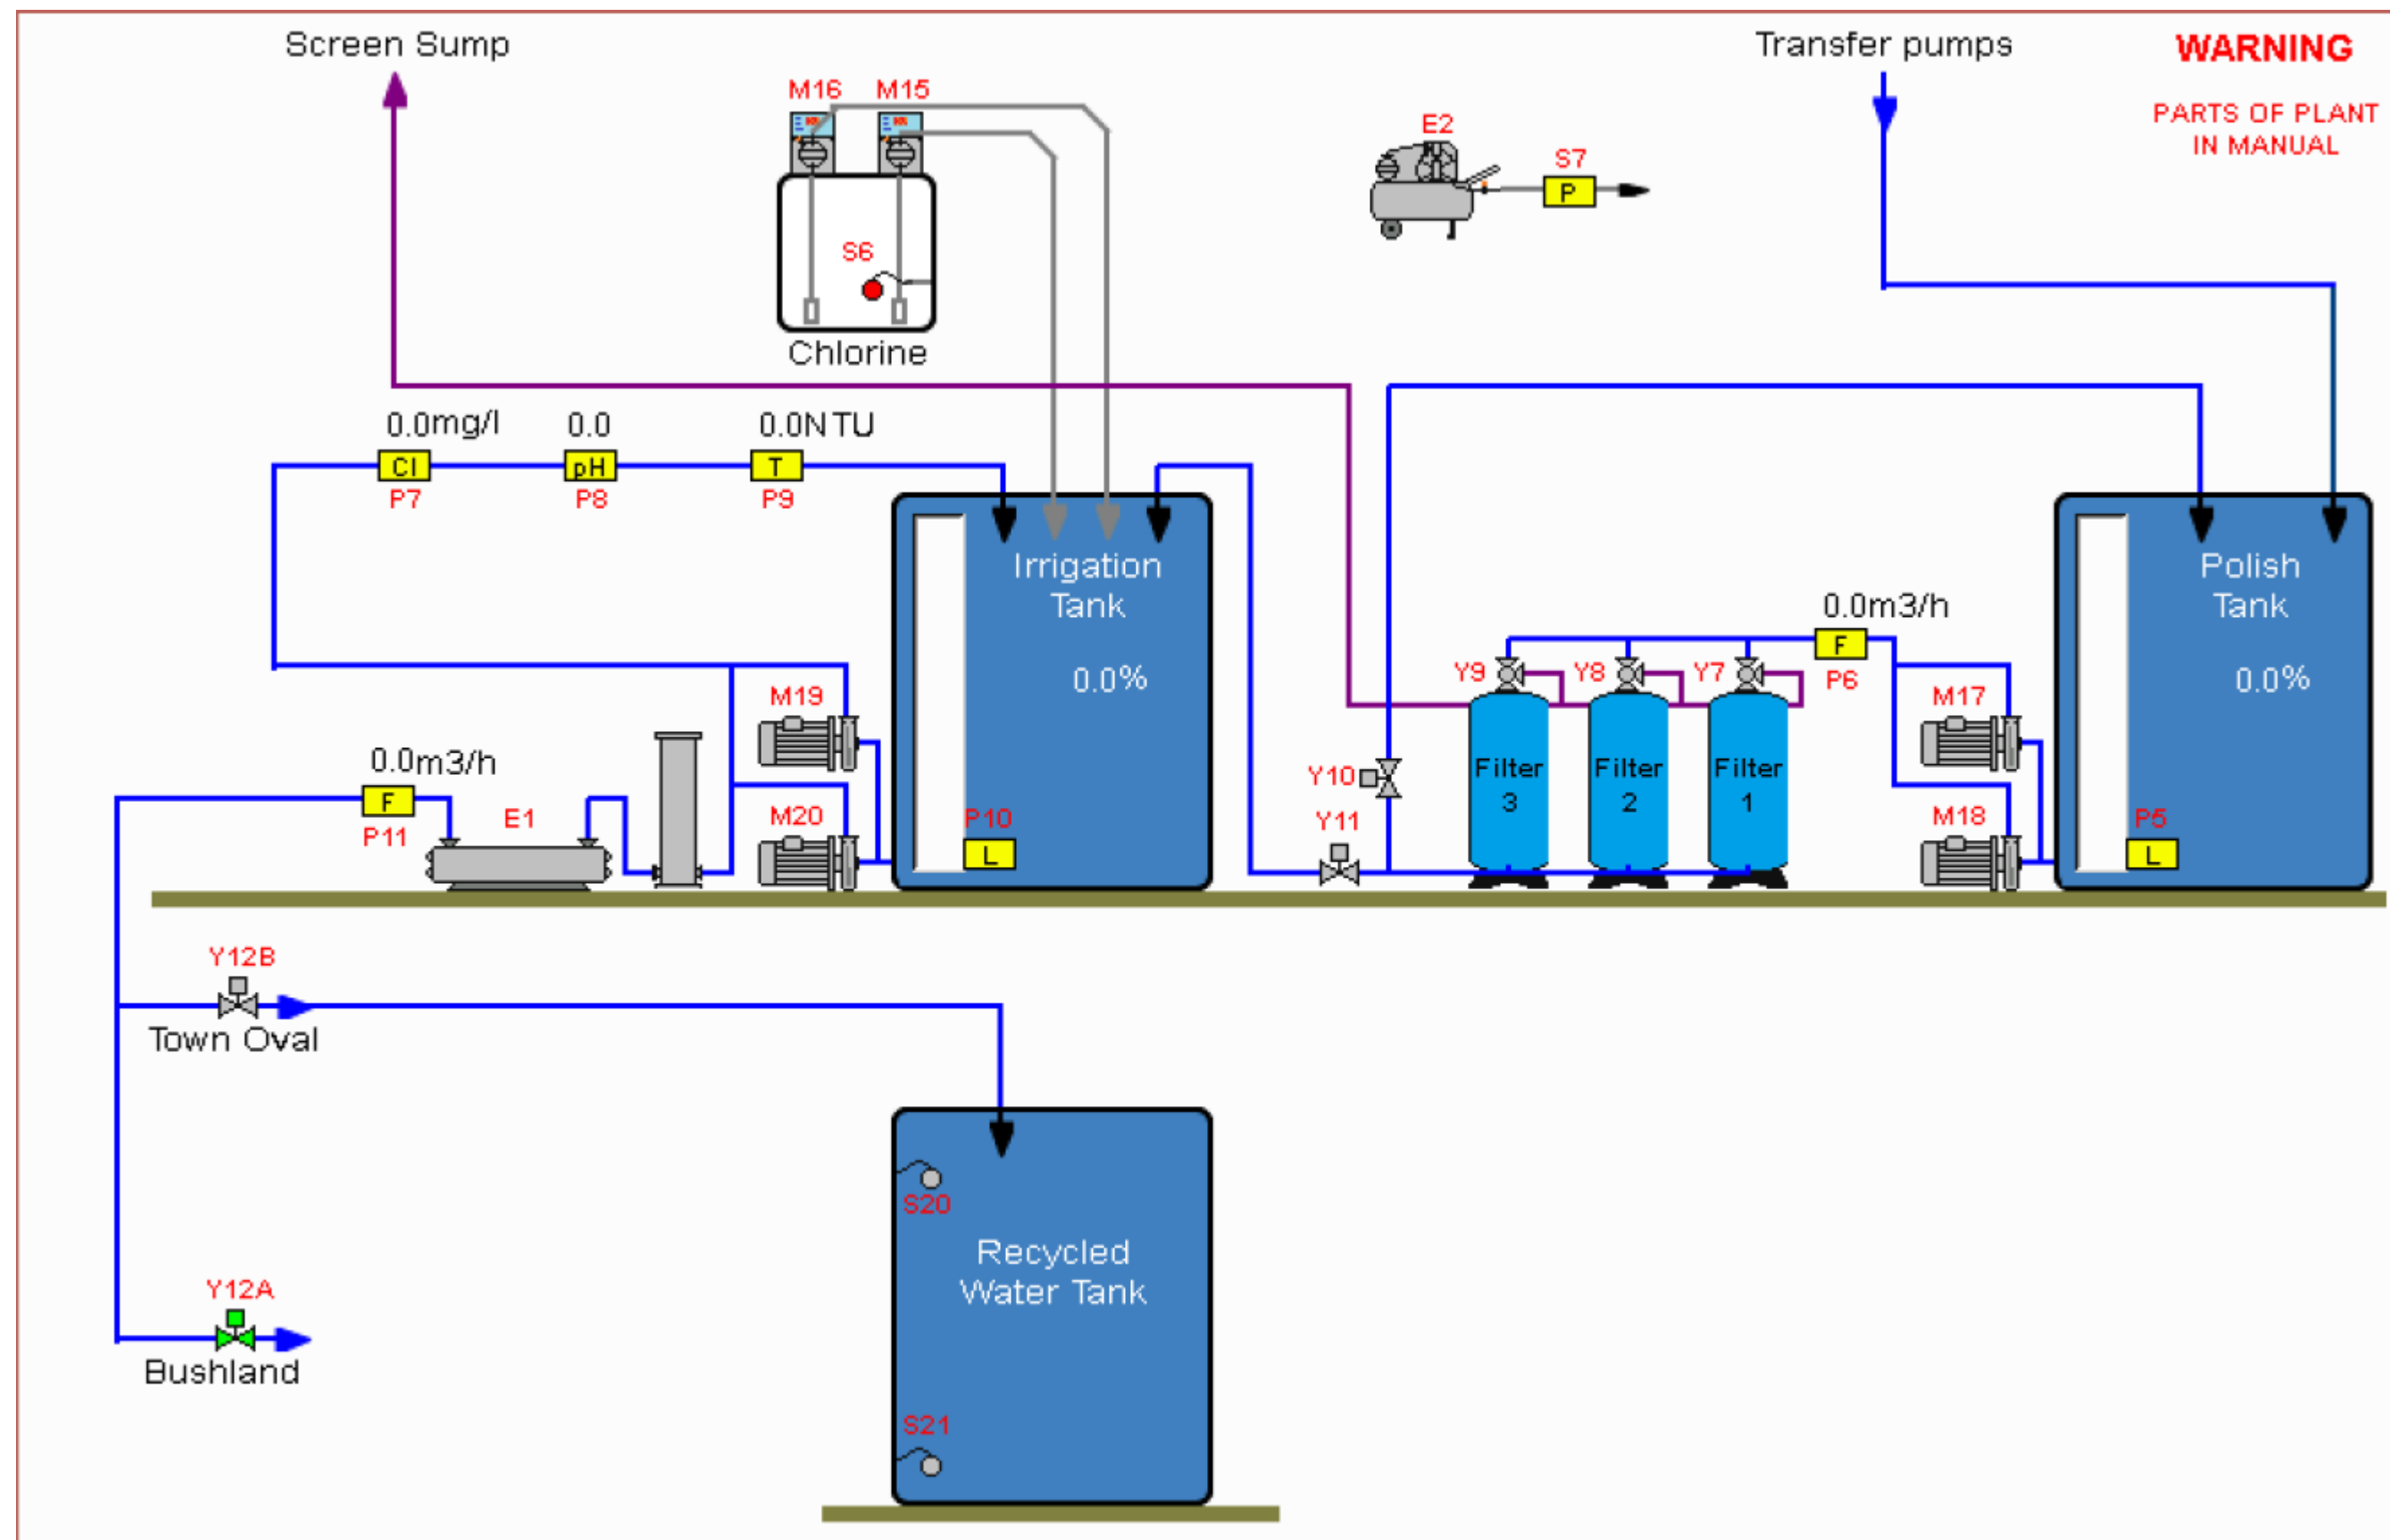 Screen Sump
Transfer pumps
WARNING
PARTS OF PLANT
IN MANUAL
M16
M15
E2
S7
P
S6
Chlorine
0.0mg/l
0.0
0.0NTU
Cl
pH
T
P7
P8
P9
Irrigation
Tank
0.0%
Polish
Tank
0.0%
0.0m3/h
F
P6
Y9
Y8
Y7
M17
M19
0.0m3/h
F
P11
E1
M20
P10
L
Y10
Y11
Filter
3
Filter
2
Filter
1
M18
P5
L
Y12B
Town Oval
S20
Recycled
Water Tank
Y12A
Bushland
S21